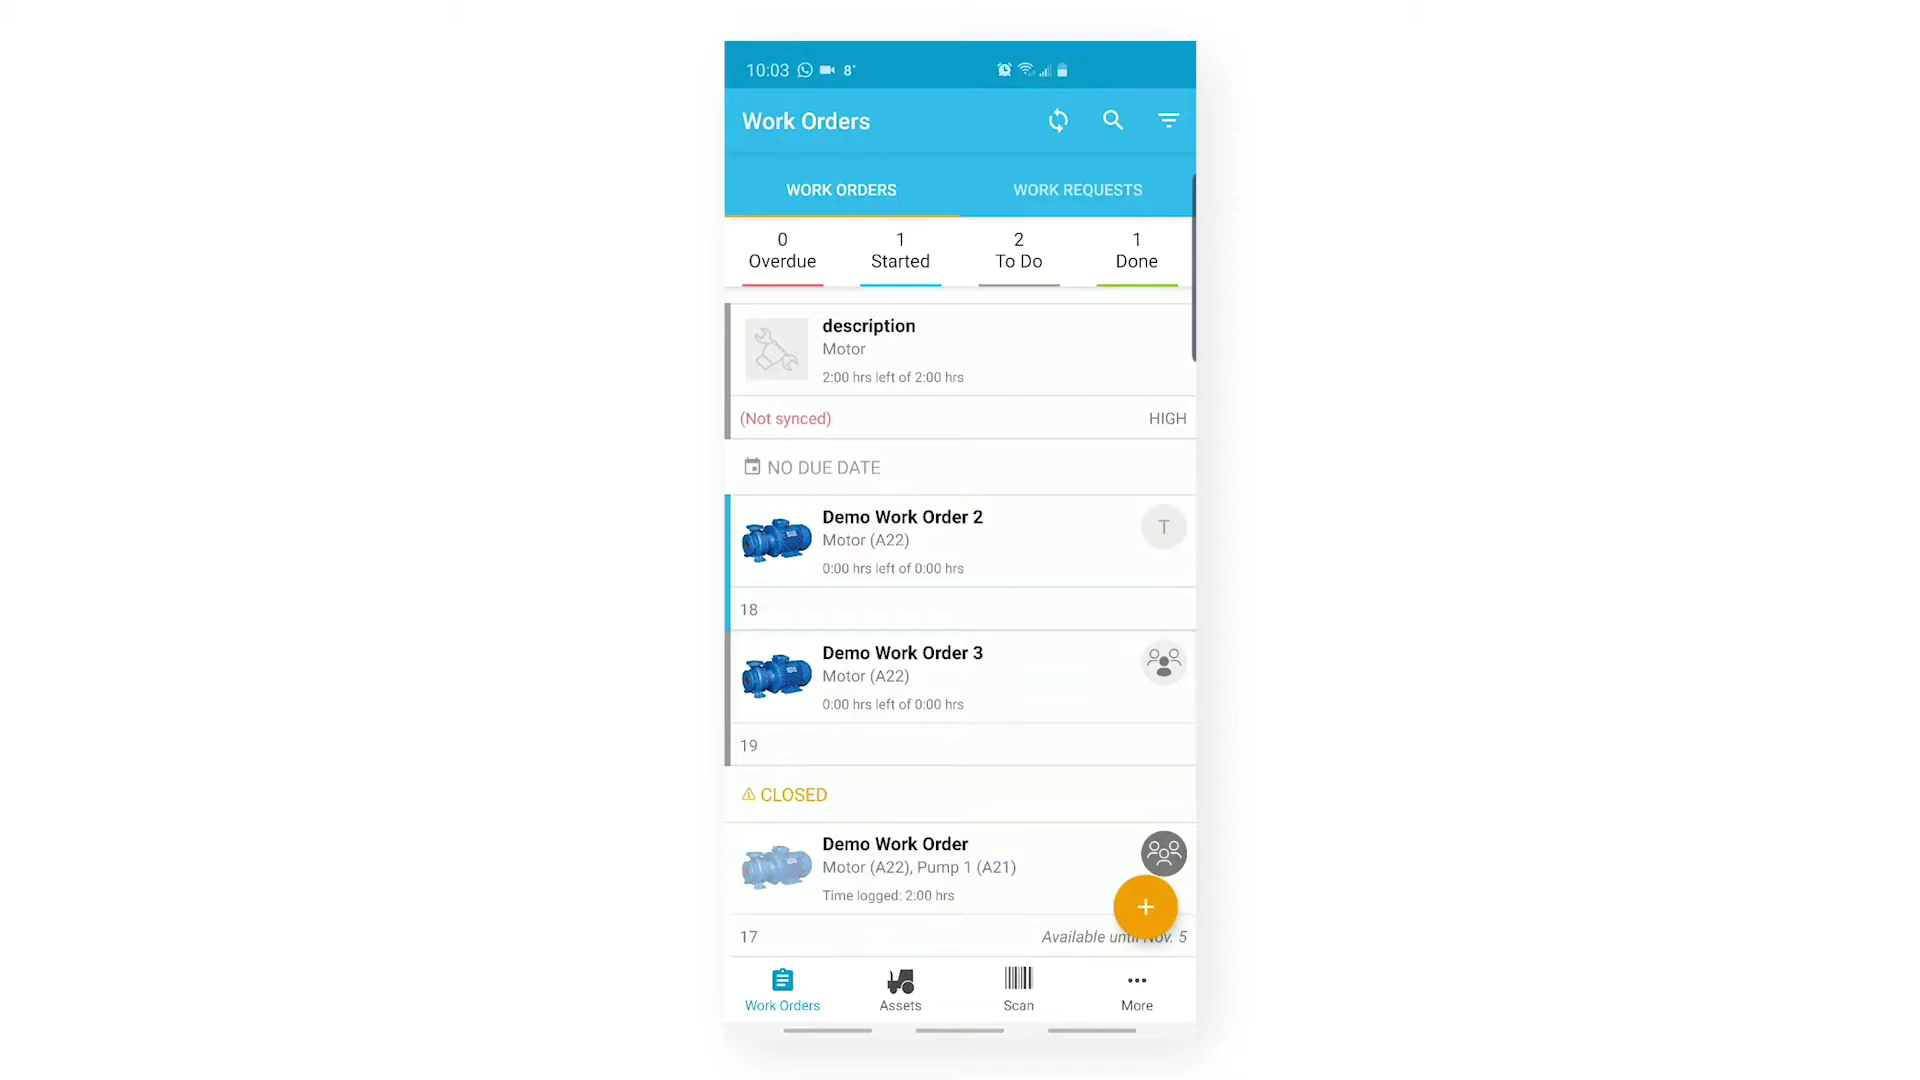 10:03 8°
Work Orders
WORK ORDERS WORK REQUESTS
0 1 2 1
Overdue Started To Do Done
description
Motor
2:00 hrs left of 2:00 hrs
(Not synced) HIGH
NO DUE DATE
Demo Work Order 2
T
Motor (A22)
0:00 hrs left of 0:00 hrs
18
Demo Work Order 3
Motor (A22)
0:00 hrs left of 0:00 hrs
19
CLOSED
Demo Work Order
Motor (A22), Pump 1 (A21)
Time logged: 2:00 hrs
+
17 Available until Nov. 5
Work Orders Assets Scan More